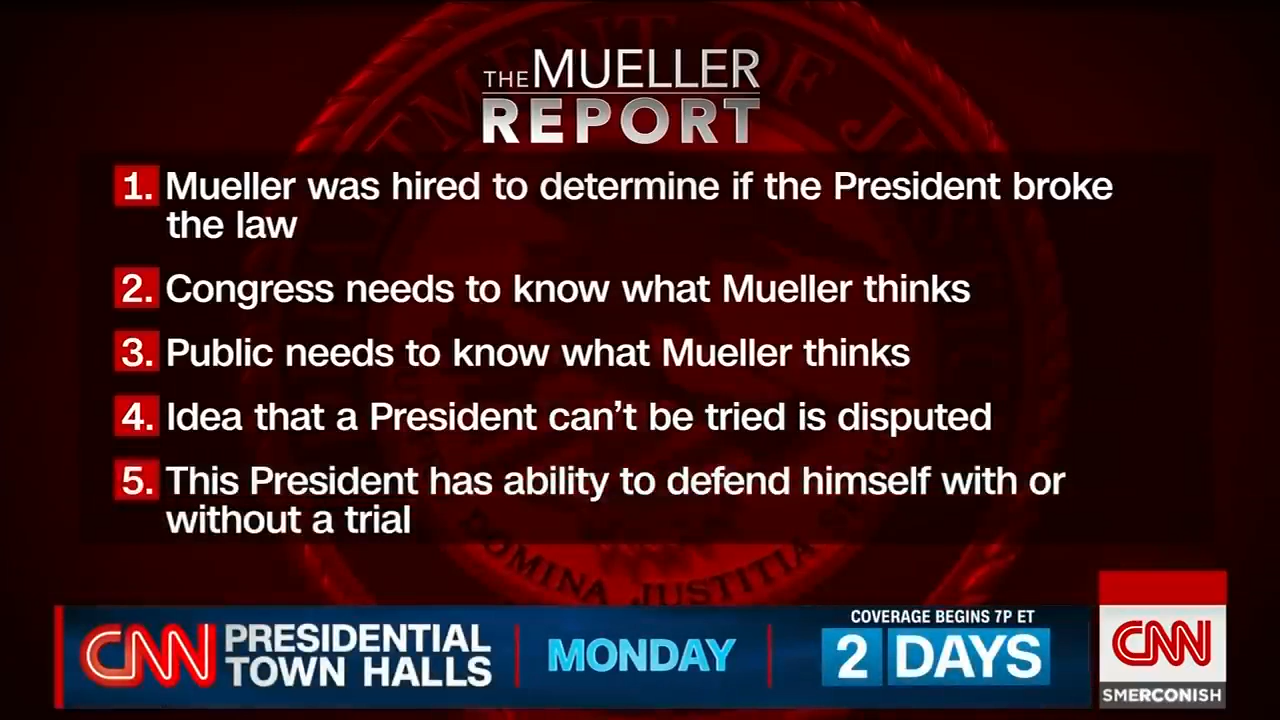 THE MUELLER
REPORT
1. Mueller was hired to determine if the President broke
the law
2. Congress needs to know what Mueller thinks
3. Public needs to know what Mueller thinks
4. Idea that a President can’t be tried is disputed
5. This President has ability to defend himself with or
without a trial
DOMINA JUSTITIA
CNN PRESIDENTIAL
TOWN HALLS
MONDAY
COVERAGE BEGINS 7P ET
2 DAYS
CNN
SMERCONISH